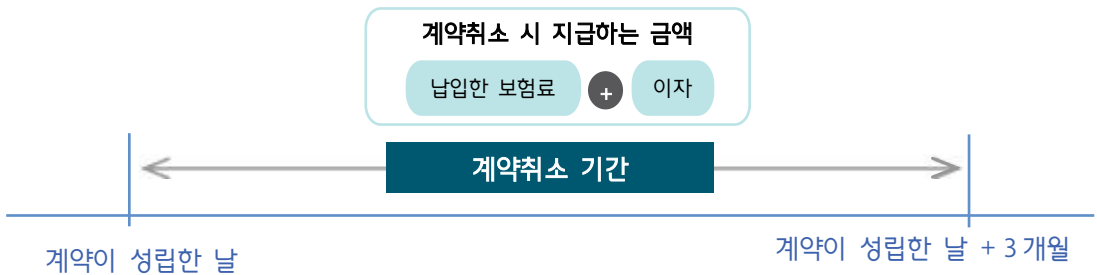 계약취소 시 지급하는 금액
납입한 보험료 + 이자
계약취소 기간
계약이 성립한 날
계약이 성립한 날 + 3개월